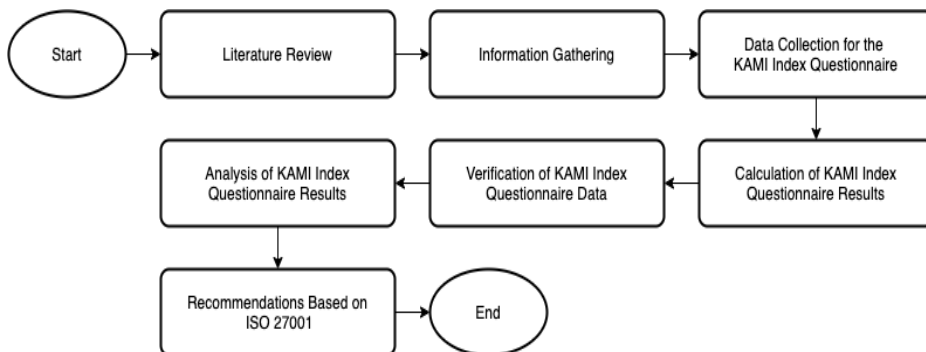 Start
Literature Review
Information Gathering
Data Collection for the
KAMI Index Questionnaire
Calculation of KAMI Index
Questionnaire Results
Verification of KAMI Index
Questionnaire Data
Analysis of KAMI Index
Questionnaire Results
Recommendations Based on
ISO 27001
End